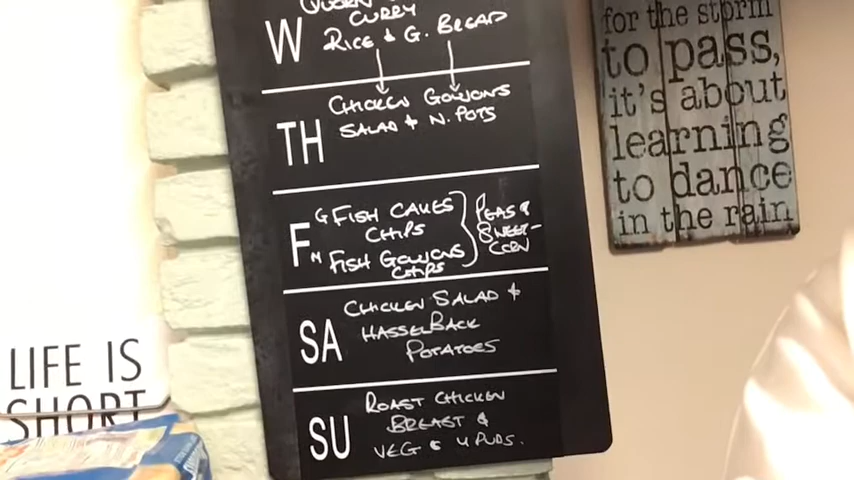 W
QUORN
CURRY
RICE & G. BREAD
TH
CHICKEN GOUJONS
SALAD + N. POTS
F
G FISH CAKES
CHIPS
M FISH GOUJONS
CHIPS
PEAS &
SWEET-
CORN
SA
CHICKEN SALAD +
HASSELBACK
POTATOES
SU
ROAST CHICKEN
BREAST &
VEG & Y PUDS.
for the storm
to pass,
it's about
learning
to dance
in the rain
LIFE IS
SHORT